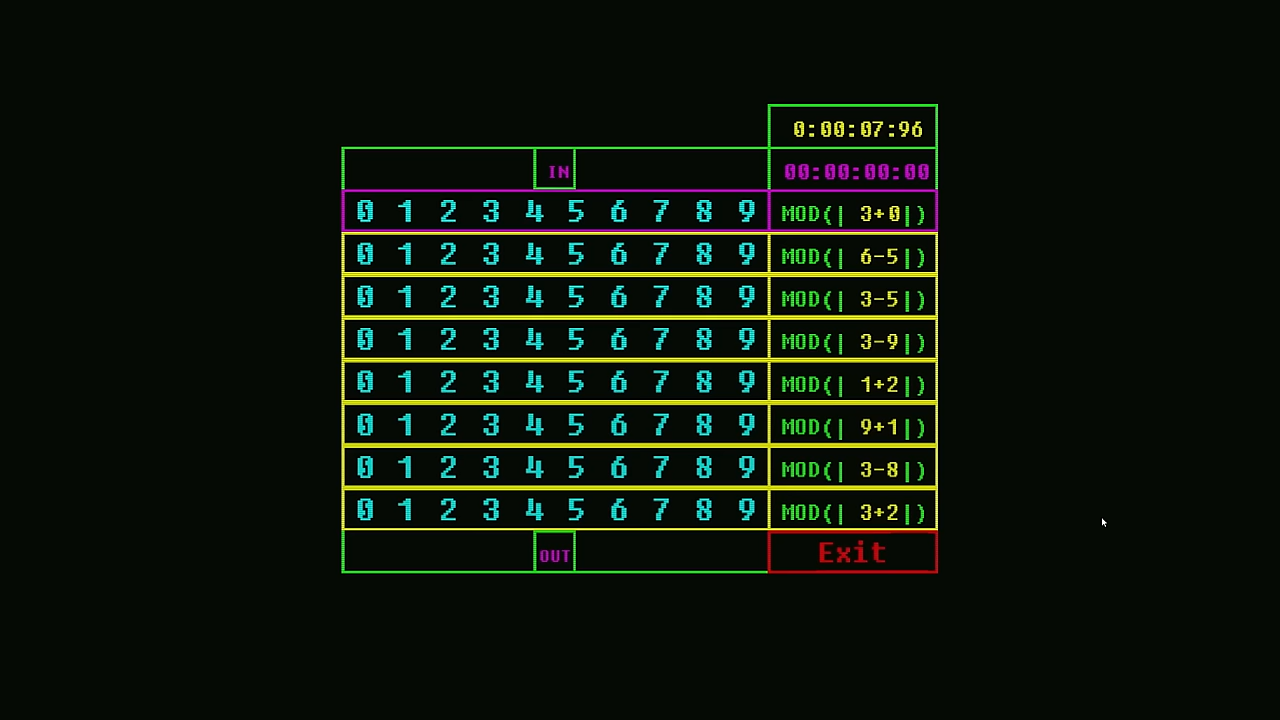 0:00:07:96
IN 00:00:00:00
0 1 2 3 4 5 6 7 8 9 MOD(| 3+0|)
0 1 2 3 4 5 6 7 8 9 MOD(| 6-5|)
0 1 2 3 4 5 6 7 8 9 MOD(| 3-5|)
0 1 2 3 4 5 6 7 8 9 MOD(| 3-9|)
0 1 2 3 4 5 6 7 8 9 MOD(| 1+2|)
0 1 2 3 4 5 6 7 8 9 MOD(| 9+1|)
0 1 2 3 4 5 6 7 8 9 MOD(| 3-8|)
0 1 2 3 4 5 6 7 8 9 MOD(| 3+2|)
OUT Exit